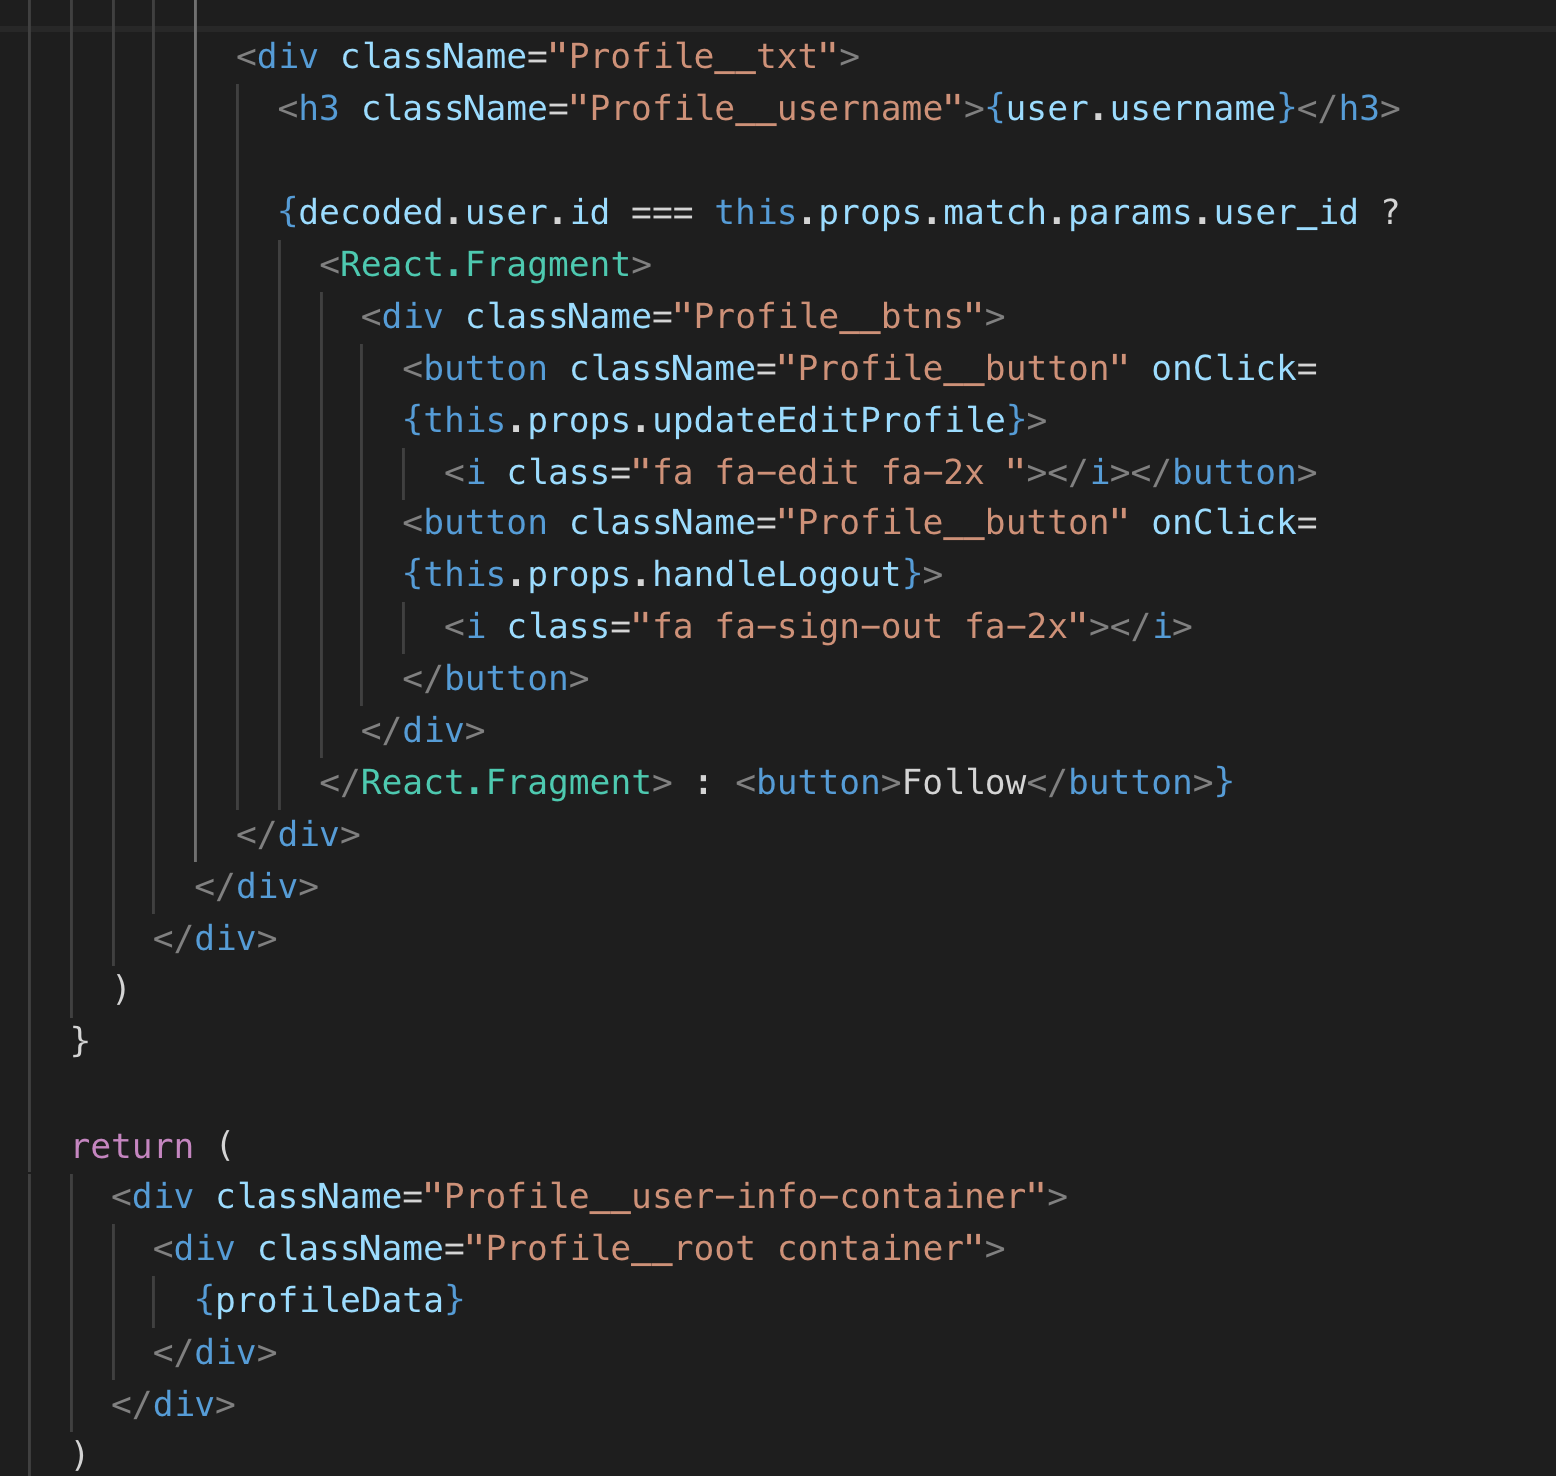 <div className="Profile__txt">
<h3 className="Profile__username">{user.username}</h3>
{decoded.user.id === this.props.match.params.user_id ?
<React.Fragment>
<div className="Profile__btns">
<button className="Profile__button" onClick=
{this.props.updateEditProfile}>
<i class="fa fa-edit fa-2x "></i></button>
<button className="Profile__button" onClick=
{this.props.handleLogout}>
<i class="fa fa-sign-out fa-2x"></i>
</button>
</div>
</React.Fragment> : <button>Follow</button>}
</div>
</div>
</div>
)
}
return (
<div className="Profile__user-info-container">
<div className="Profile__root container">
{profileData}
</div>
</div>
)